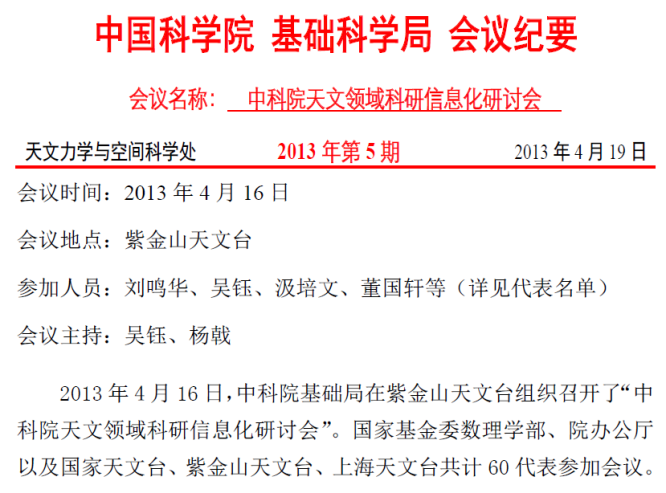 中国科学院 基础科学局 会议纪要
会议名称： 中科院天文领域科研信息化研讨会
天文力学与空间科学处 2013 年第 5 期 2013 年 4 月 19 日
会议时间：2013 年 4 月 16 日
会议地点：紫金山天文台
参加人员：刘鸣华、吴钰、汲培文、董国轩等（详见代表名单）
会议主持：吴钰、杨戟
2013 年 4 月 16 日，中科院基础局在紫金山天文台组织召开了“中
科院天文领域科研信息化研讨会”。国家基金委数理学部、院办公厅
以及国家天文台、紫金山天文台、上海天文台共计 60 代表参加会议。